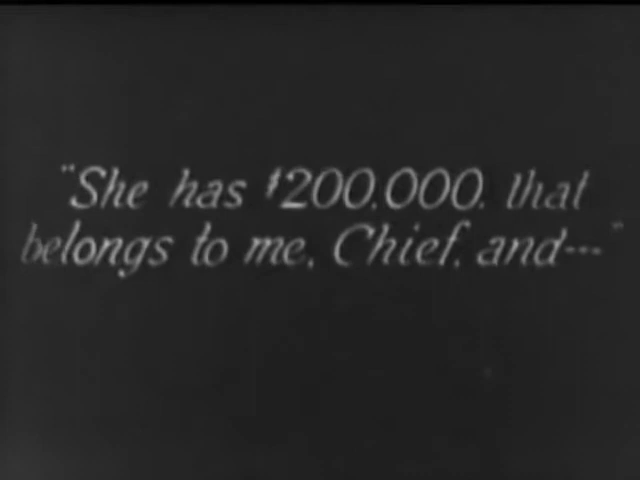 "She has $200,000. that
belongs to me, Chief, and---"